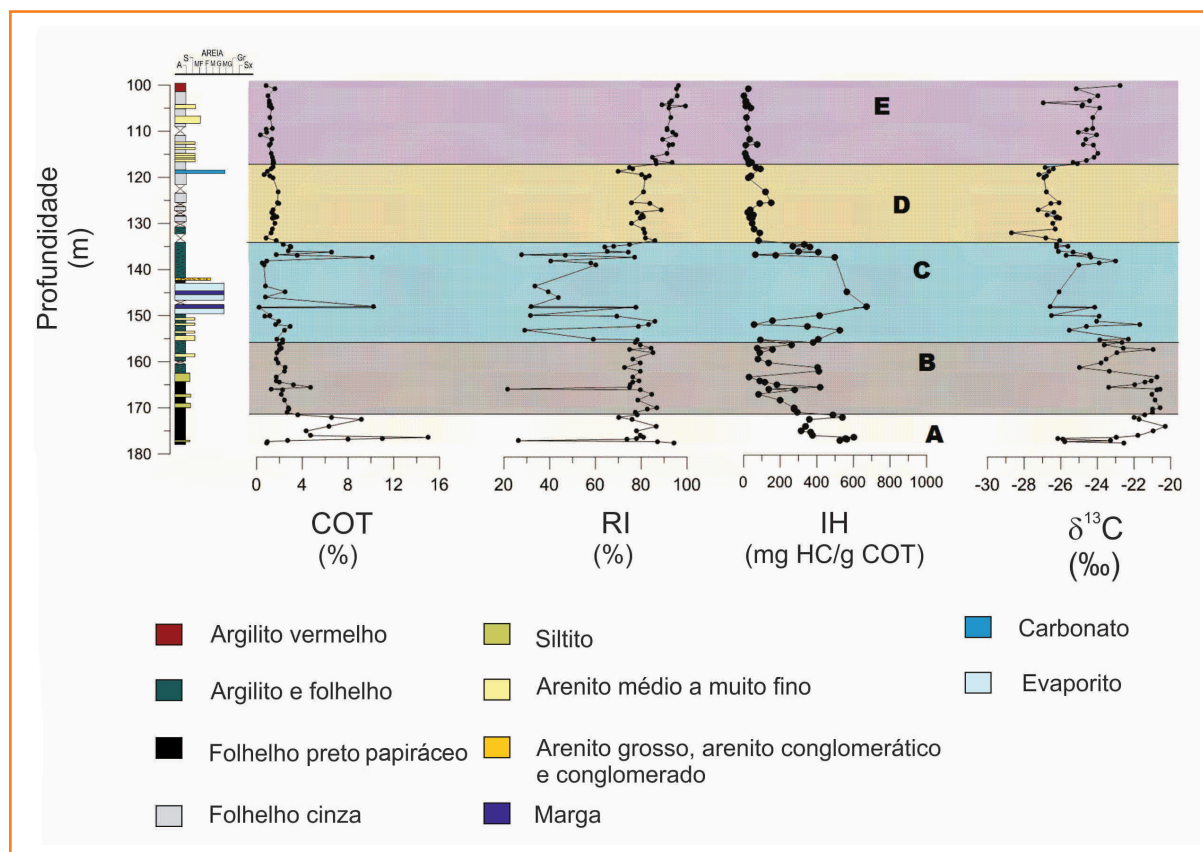 AREIA
A S MF F M G MG Gr Sx
Profundidade
(m)
100
110
120
130
140
150
160
170
180
E
D
C
B
A
0 4 8 12 16
20 40 60 80 100
0 200 400 600 800 1000
-30 -28 -26 -24 -22 -20
COT
(%)
RI
(%)
IH
(mg HC/g COT)
δ¹³C
(‰)
Argilito vermelho
Argilito e folhelho
Folhelho preto papiráceo
Folhelho cinza
Siltito
Arenito médio a muito fino
Arenito grosso, arenito conglomerático
e conglomerado
Marga
Carbonato
Evaporito